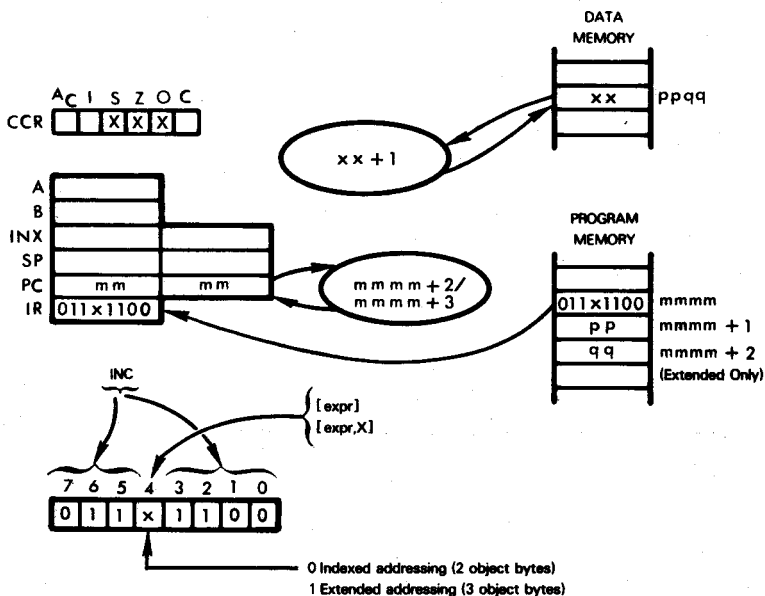 DATA
MEMORY
xx ppqq
AC I S Z O C
CCR X X X
xx + 1
A
B
INX
SP
PC mm mm
IR 011x1100
mmmm + 2/
mmmm + 3
PROGRAM
MEMORY
011x1100 mmmm
pp mmmm + 1
qq mmmm + 2
(Extended Only)
INC
[expr]
[expr,X]
7 6 5 4 3 2 1 0
0 1 1 x 1 1 0 0
0 Indexed addressing (2 object bytes)
1 Extended addressing (3 object bytes)